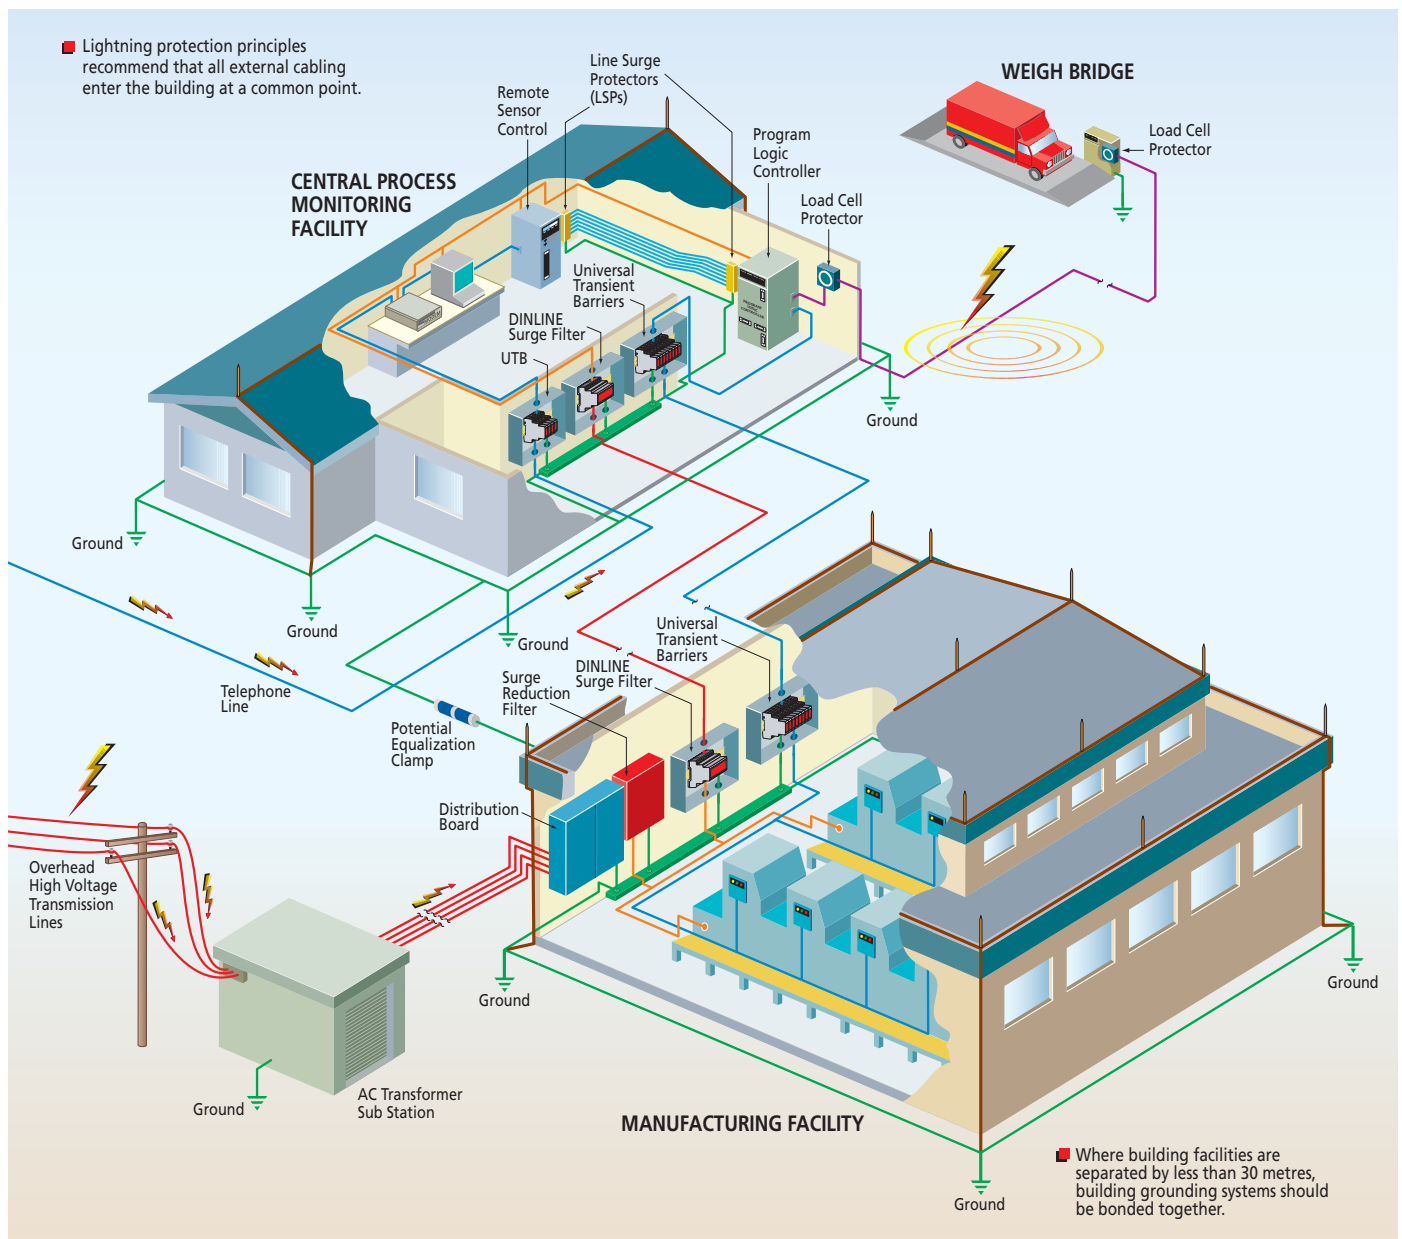 Lightning protection principles
recommend that all external cabling
enter the building at a common point.
Line Surge
Protectors
(LSPs)
Remote
Sensor
Control
Program
Logic
Controller
Load Cell
Protector
WEIGH BRIDGE
Load Cell
Protector
CENTRAL PROCESS
MONITORING
FACILITY
Universal
Transient
Barriers
DINLINE
Surge Filter
UTB
PROGRAM
LOGIC
CONTROLLER
Ground
Ground
Ground
Ground
Telephone
Line
Universal
Transient
Barriers
DINLINE
Surge Filter
Surge
Reduction
Filter
Potential
Equalization
Clamp
Distribution
Board
Overhead
High Voltage
Transmission
Lines
Ground
Ground
AC Transformer
Sub Station
Ground
MANUFACTURING FACILITY
Where building facilities are
separated by less than 30 metres,
building grounding systems should
be bonded together.
Ground